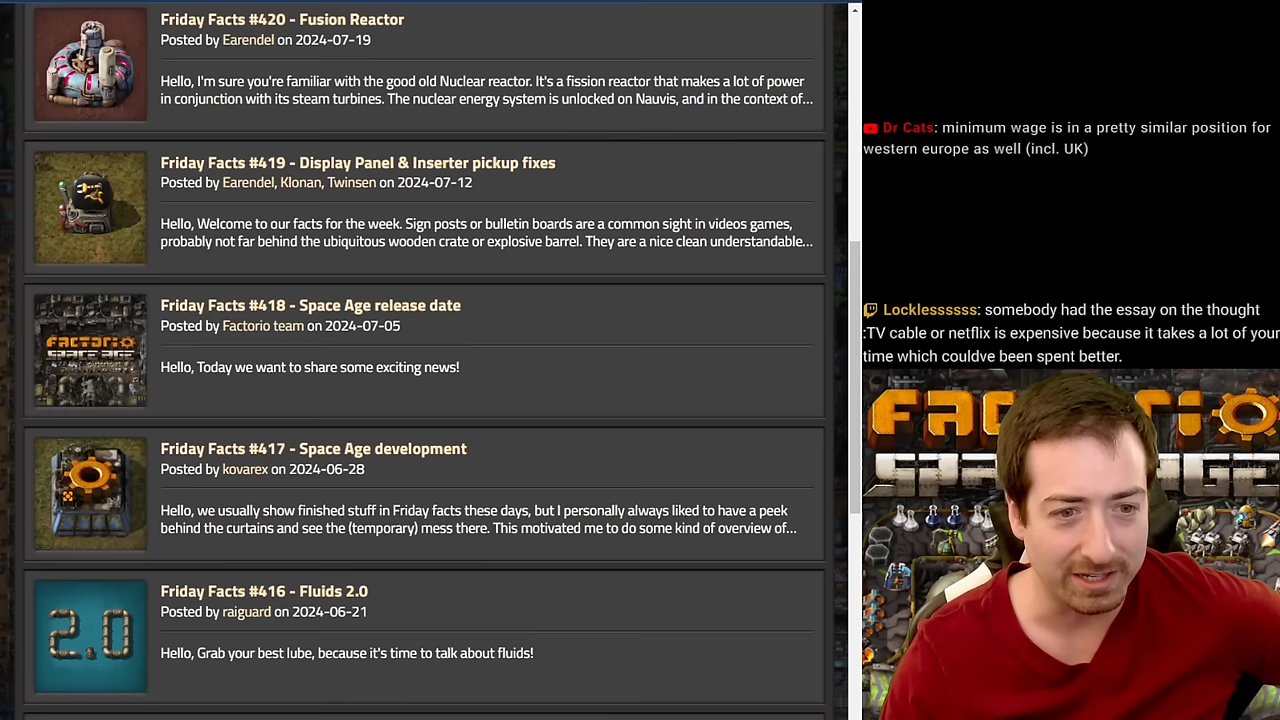 Friday Facts #420 - Fusion Reactor
Posted by Earendel on 2024-07-19
Hello, I'm sure you're familiar with the good old Nuclear reactor. It's a fission reactor that makes a lot of power
in conjunction with its steam turbines. The nuclear energy system is unlocked on Nauvis, and in the context of...
Friday Facts #419 - Display Panel & Inserter pickup fixes
Posted by Earendel, Klonan, Twinsen on 2024-07-12
Hello, Welcome to our facts for the week. Sign posts or bulletin boards are a common sight in videos games,
probably not far behind the ubiquitous wooden crate or explosive barrel. They are a nice clean understandable...
FACTORIO
SPACE AGE
Friday Facts #418 - Space Age release date
Posted by Factorio team on 2024-07-05
Hello, Today we want to share some exciting news!
Friday Facts #417 - Space Age development
Posted by kovarex on 2024-06-28
Hello, we usually show finished stuff in Friday facts these days, but I personally always liked to have a peek
behind the curtains and see the (temporary) mess there. This motivated me to do some kind of overview of...
2.0
Friday Facts #416 - Fluids 2.0
Posted by raiguard on 2024-06-21
Hello, Grab your best lube, because it's time to talk about fluids!
Dr Cats: minimum wage is in a pretty similar position for
western europe as well (incl. UK)
Locklessssss: somebody had the essay on the thought
:TV cable or netflix is expensive because it takes a lot of your
time which couldve been spent better.